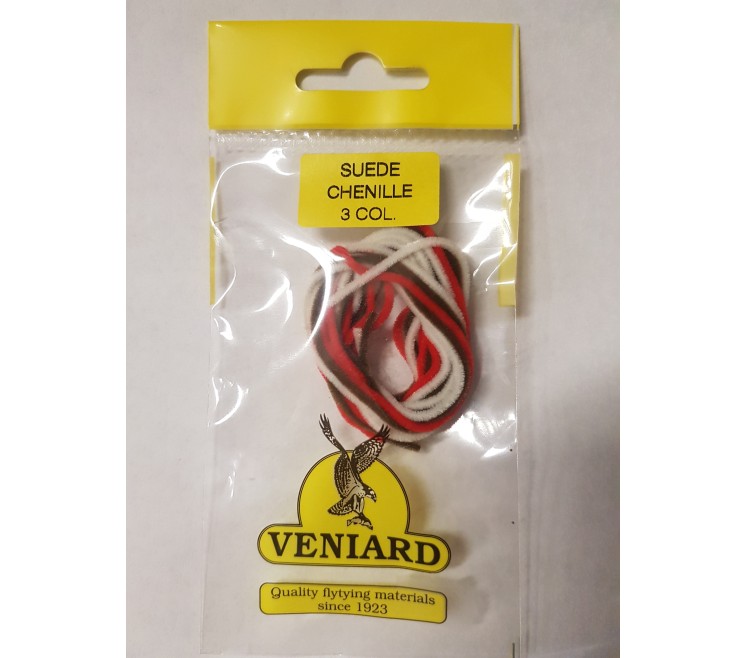 SUEDE
CHENILLE
3 COL.
VENIARD
Quality flytying materials
since 1923